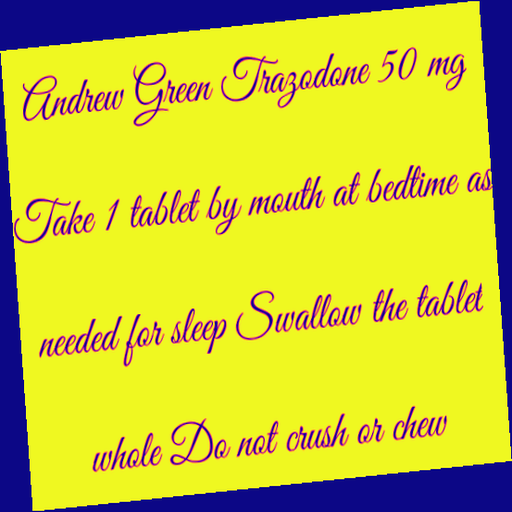 Andrew Green Trazodone 50 mg
Take 1 tablet by mouth at bedtime as
needed for sleep Swallow the tablet
whole Do not crush or chew